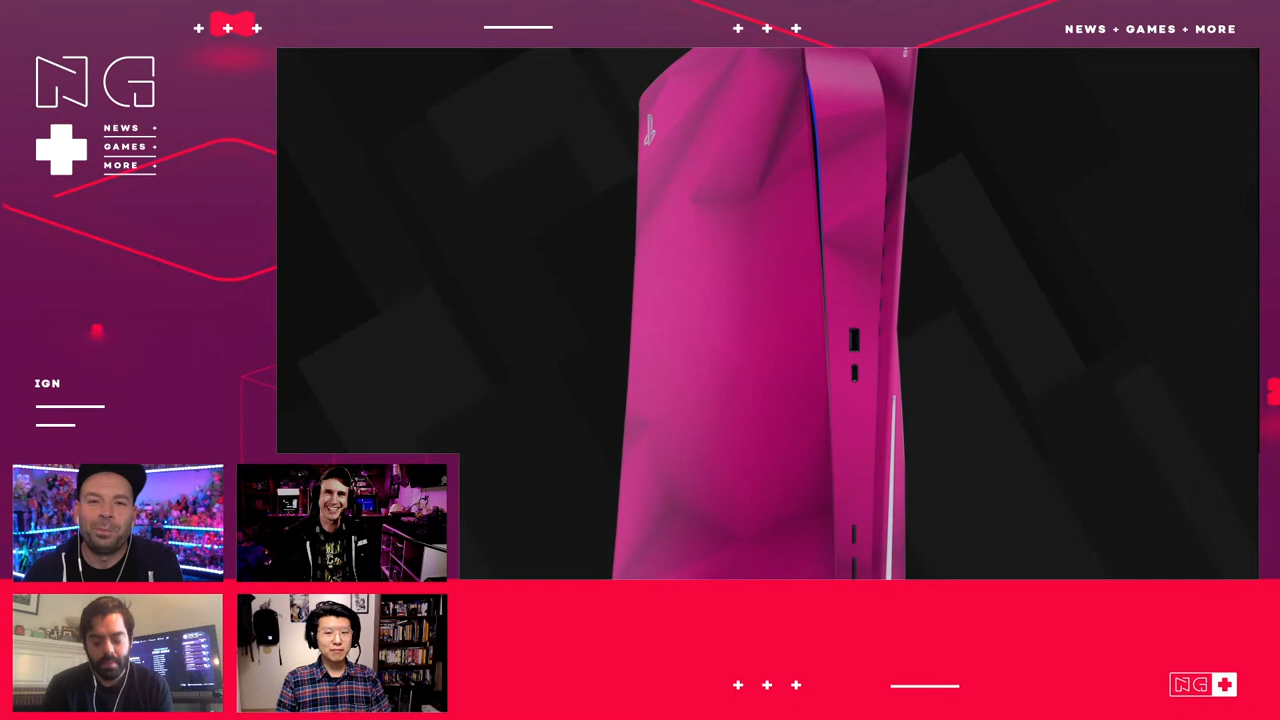 NEWS + GAMES + MORE
NG
NEWS +
GAMES +
MORE +
IGN
NG+